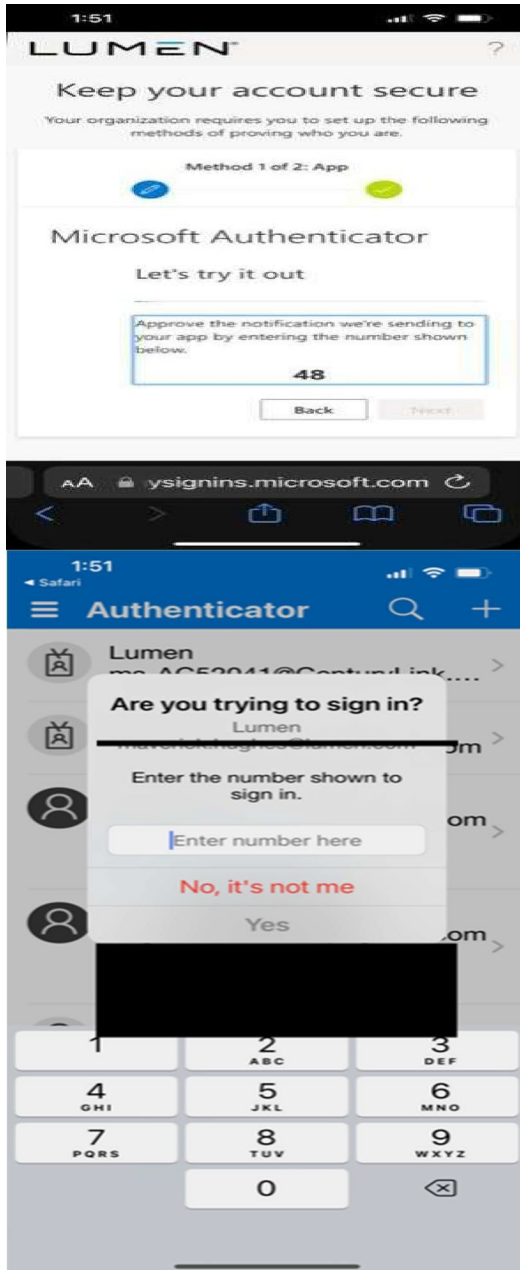 1:51
LUMEN
?
Keep your account secure
Your organization requires you to set up the following
methods of proving who you are.
Method 1 of 2: App
Microsoft Authenticator
Let's try it out
Approve the notification we're sending to
your app by entering the number shown
below.
48
Back Next
AA ysignins.microsoft.com
1:51
Safari
Authenticator
Lumen
Are you trying to sign in?
Lumen
Enter the number shown to
sign in.
om
Enter number here
No, it's not me
Yes
om
1 2 3
ABC DEF
4 5 6
GHI JKL MNO
7 8 9
PQRS TUV WXYZ
0